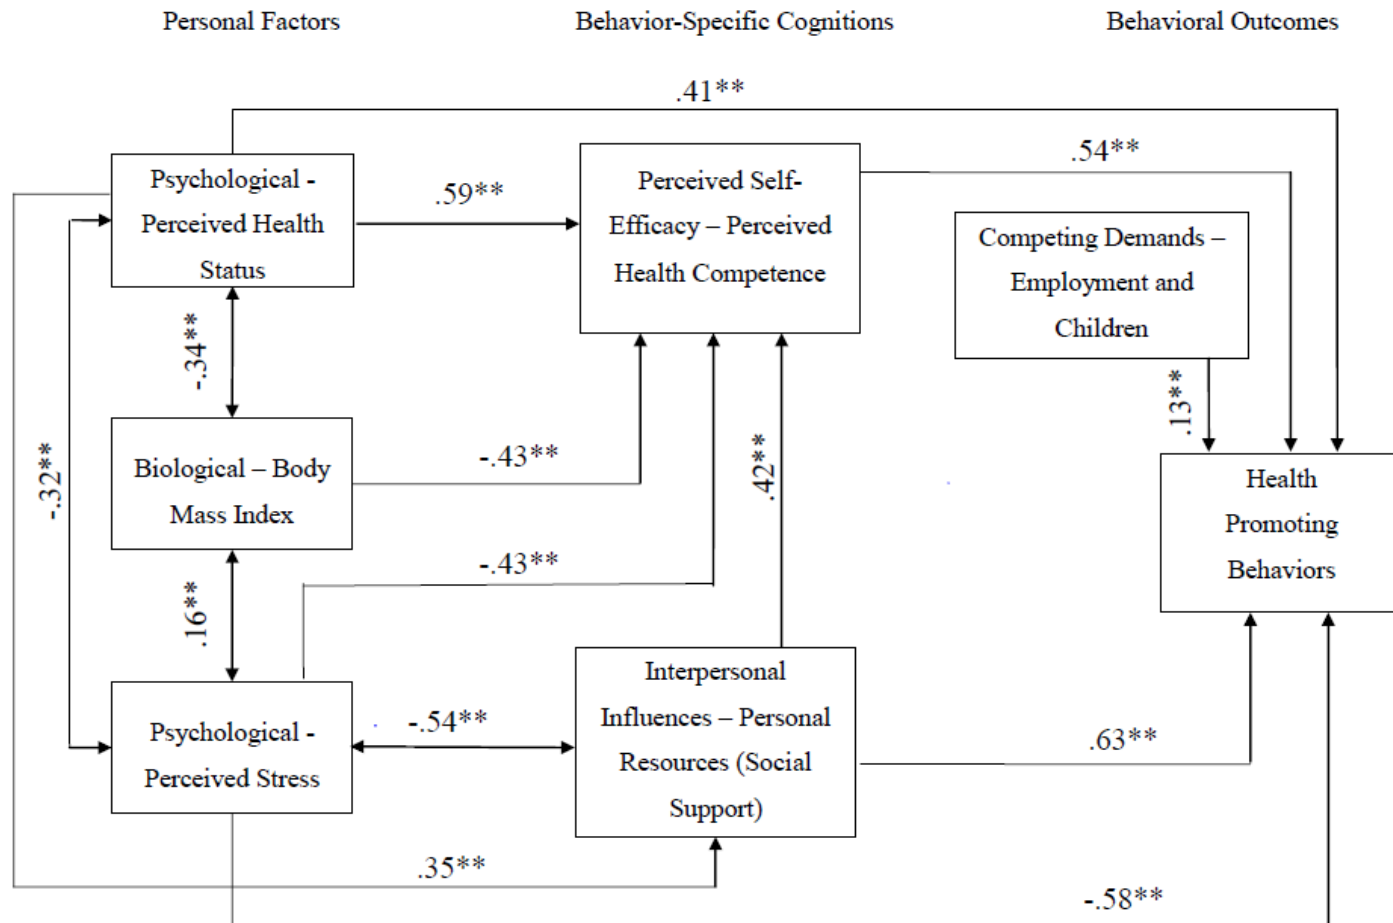 Personal Factors
Behavior-Specific Cognitions
Behavioral Outcomes
.41**
Psychological -
Perceived Health
Status
.59**
Perceived Self-
Efficacy – Perceived
Health Competence
.54**
Competing Demands –
Employment and
Children
-.34**
.13**
-.32**
Biological – Body
Mass Index
-.43**
.42**
Health
Promoting
Behaviors
-.43**
.16**
Psychological -
Perceived Stress
-.54**
Interpersonal
Influences – Personal
Resources (Social
Support)
.63**
.35**
-.58**